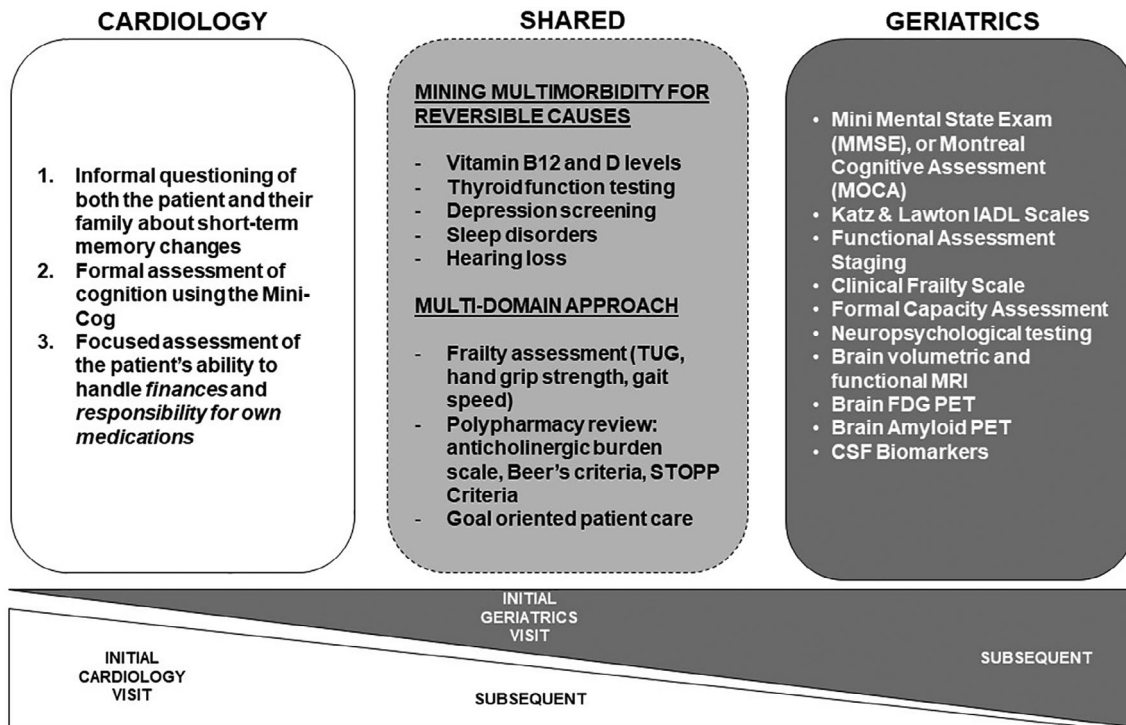 CARDIOLOGY
1. Informal questioning of
both the patient and their
family about short-term
memory changes
2. Formal assessment of
cognition using the Mini-
Cog
3. Focused assessment of
the patient's ability to
handle finances and
responsibility for own
medications
SHARED
MINING MULTIMORBIDITY FOR
REVERSIBLE CAUSES
- Vitamin B12 and D levels
- Thyroid function testing
- Depression screening
- Sleep disorders
- Hearing loss
MULTI-DOMAIN APPROACH
- Frailty assessment (TUG,
hand grip strength, gait
speed)
- Polypharmacy review:
anticholinergic burden
scale, Beer's criteria, STOPP
Criteria
- Goal oriented patient care
GERIATRICS
• Mini Mental State Exam
(MMSE), or Montreal
Cognitive Assessment
(MOCA)
• Katz & Lawton IADL Scales
• Functional Assessment
Staging
• Clinical Frailty Scale
• Formal Capacity Assessment
• Neuropsychological testing
• Brain volumetric and
functional MRI
• Brain FDG PET
• Brain Amyloid PET
• CSF Biomarkers
INITIAL
GERIATRICS
VISIT
SUBSEQUENT
INITIAL
CARDIOLOGY
VISIT
SUBSEQUENT